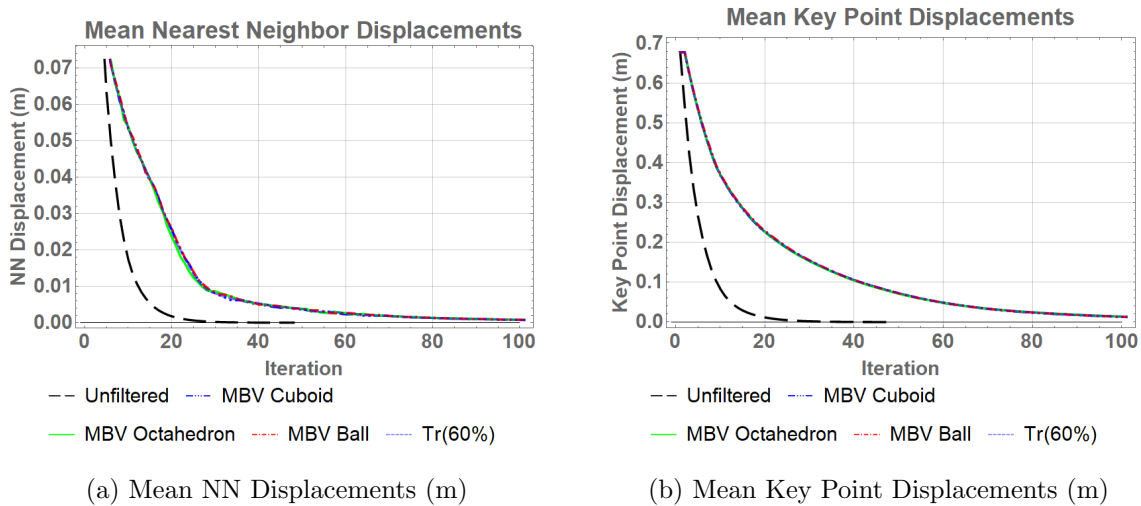 Mean Nearest Neighbor Displacements
NN Displacement (m)
0.07
0.06
0.05
0.04
0.03
0.02
0.01
0.00
0 20 40 60 80 100
Iteration
Unfiltered MBV Cuboid
MBV Octahedron MBV Ball Tr(60%)
(a) Mean NN Displacements (m)
Mean Key Point Displacements
Key Point Displacement (m)
0.7
0.6
0.5
0.4
0.3
0.2
0.1
0.0
0 20 40 60 80 100
Iteration
Unfiltered MBV Cuboid
MBV Octahedron MBV Ball Tr(60%)
(b) Mean Key Point Displacements (m)